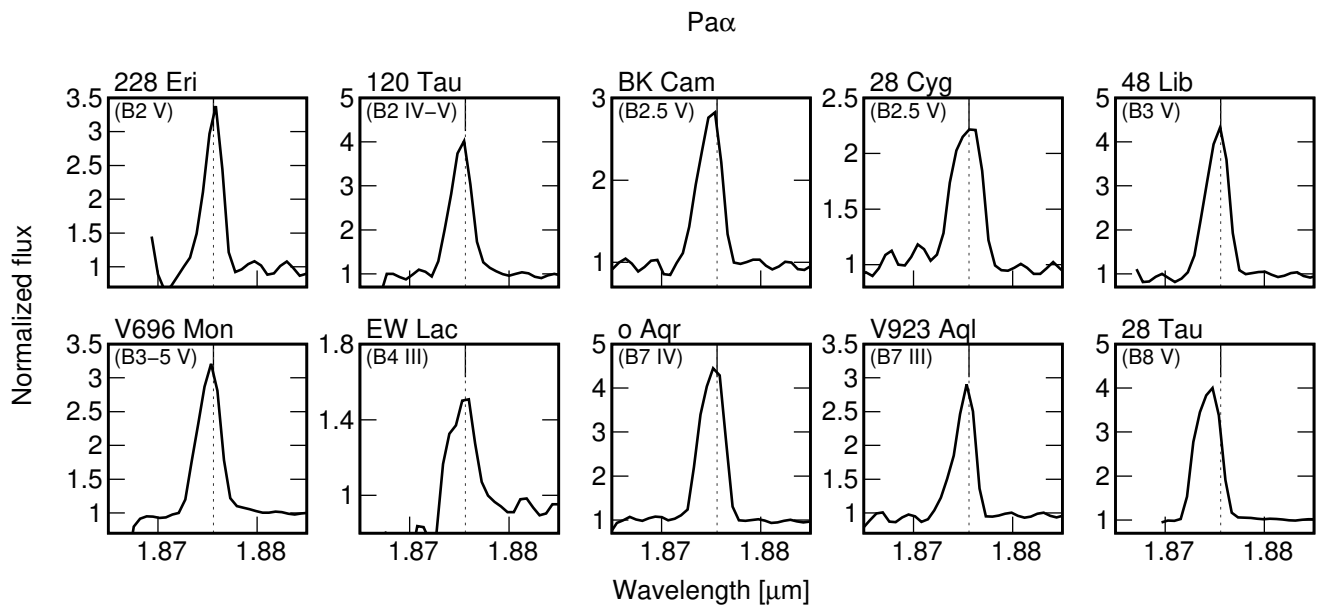 Paα
Normalized flux
228 Eri
(B2 V)
3.5
3
2.5
2
1.5
1
120 Tau
(B2 IV−V)
5
4
3
2
1
BK Cam
(B2.5 V)
3
2
1
28 Cyg
(B2.5 V)
2.5
2
1.5
1
48 Lib
(B3 V)
5
4
3
2
1
V696 Mon
(B3−5 V)
3.5
3
2.5
2
1.5
1
1.87 1.88
EW Lac
(B4 III)
1.8
1.4
1
1.87 1.88
o Aqr
(B7 IV)
5
4
3
2
1
1.87 1.88
V923 Aql
(B7 III)
3.5
3
2.5
2
1.5
1
1.87 1.88
28 Tau
(B8 V)
5
4
3
2
1
1.87 1.88
Wavelength [μm]